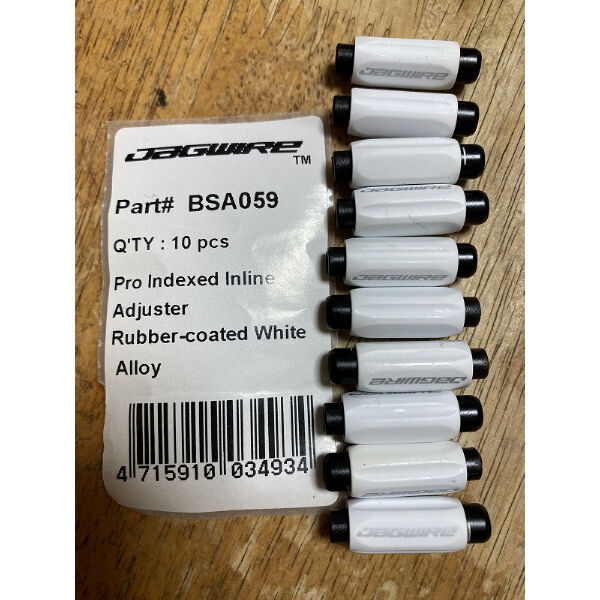 JAGWIRE™
Part# BSA059
Q'TY : 10 pcs
Pro Indexed Inline
Adjuster
Rubber-coated White
Alloy
4 715910 034934
JAGWIRE
JAGWIRE
JAGWIRE
JAGWIRE
JAGWIRE
JAGWIRE